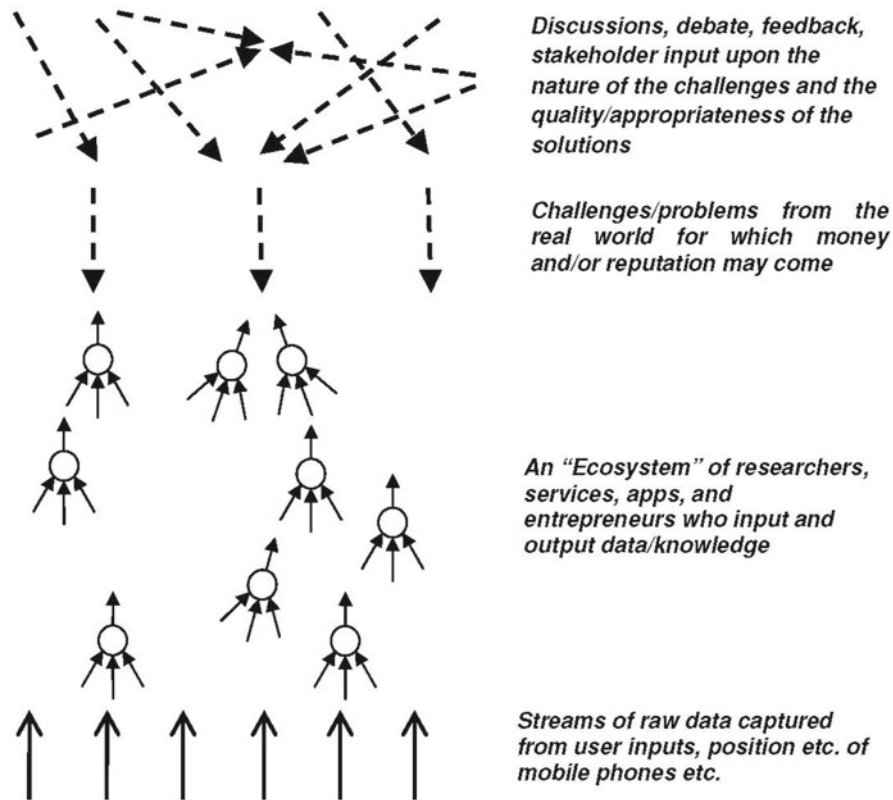 Discussions, debate, feedback,
stakeholder input upon the
nature of the challenges and the
quality/appropriateness of the
solutions
Challenges/problems from the
real world for which money
and/or reputation may come
An “Ecosystem” of researchers,
services, apps, and
entrepreneurs who input and
output data/knowledge
Streams of raw data captured
from user inputs, position etc. of
mobile phones etc.